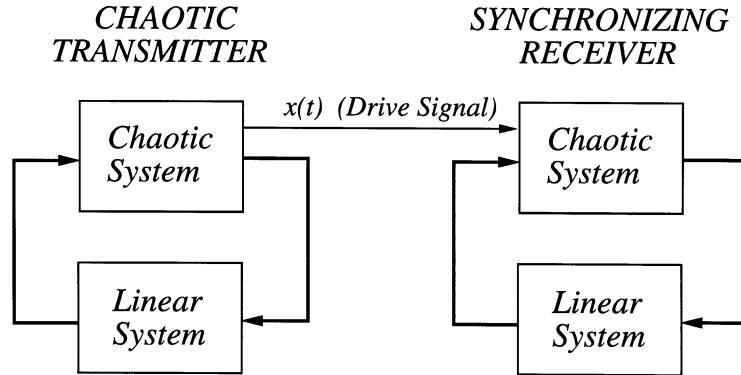 CHAOTIC
TRANSMITTER
SYNCHRONIZING
RECEIVER
x(t) (Drive Signal)
Chaotic
System
Chaotic
System
Linear
System
Linear
System